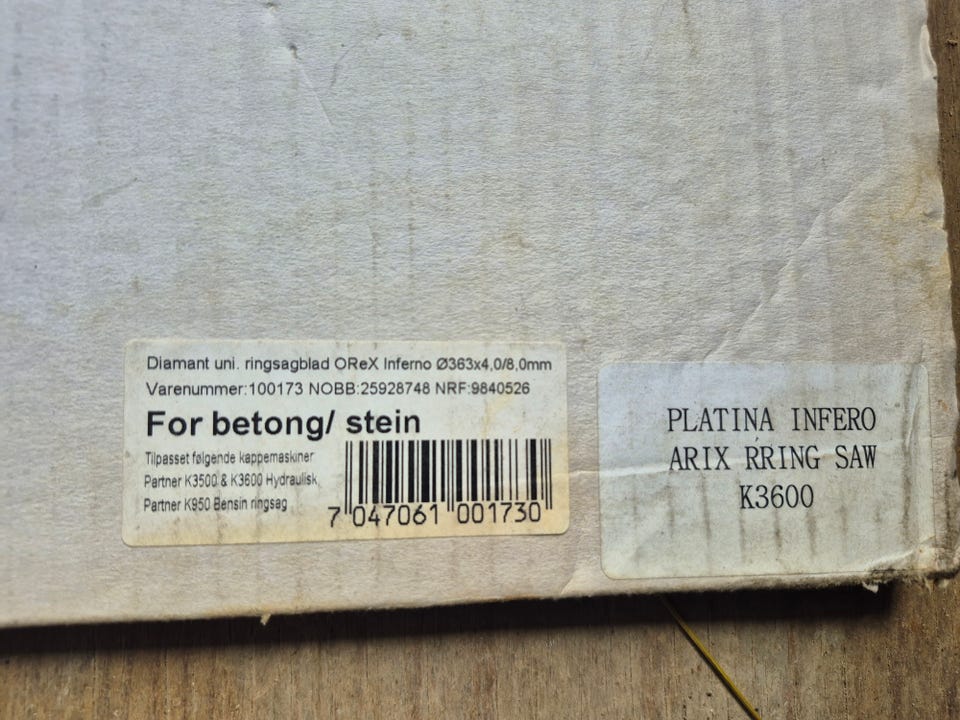 Diamant uni. ringsagblad OReX Inferno Ø363x4,0/8,0mm
Varenummer:100173 NOBB:25928748 NRF:9840526
For betong/ stein
Tilpasset følgende kappemaskiner
Partner K3500 & K3600 Hydraulisk
Partner K950 Bensin ringsag
7 047061 001730
PLATINA INFERO
ARIX RRING SAW
K3600